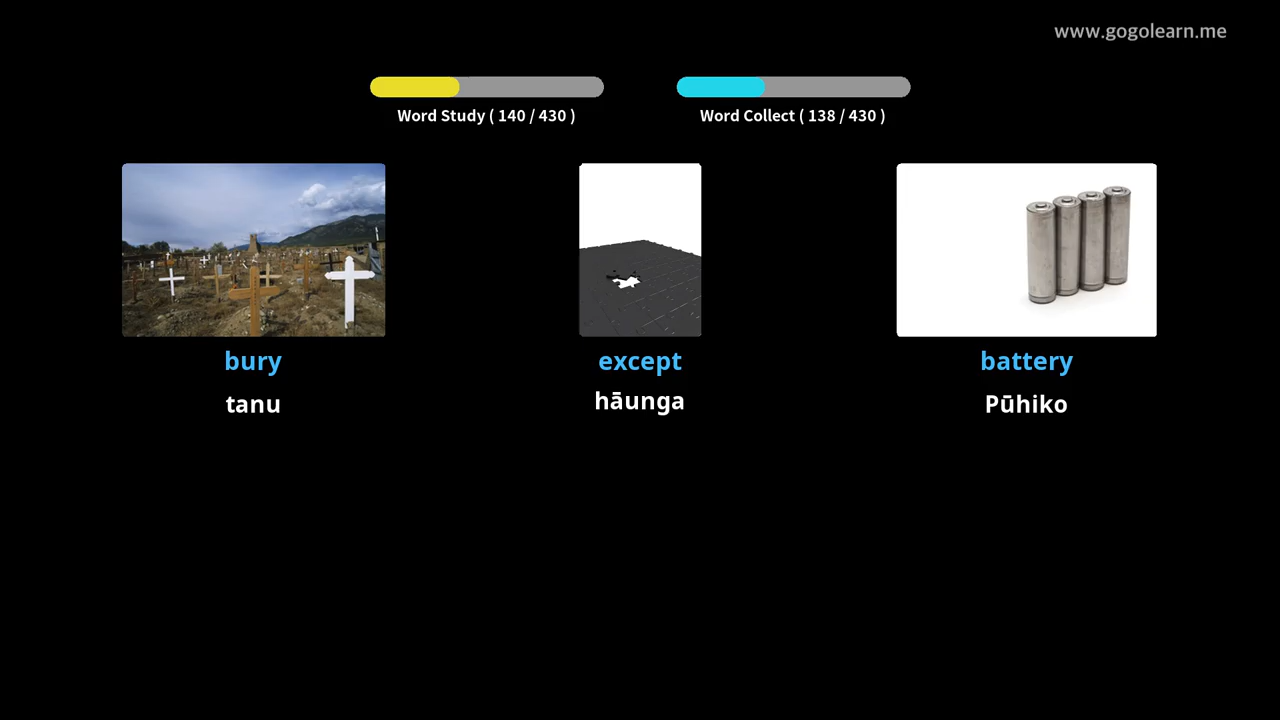 www.gogolearn.me
Word Study ( 140 / 430 )
Word Collect ( 138 / 430 )
bury
except
battery
tanu
hāunga
Pūhiko